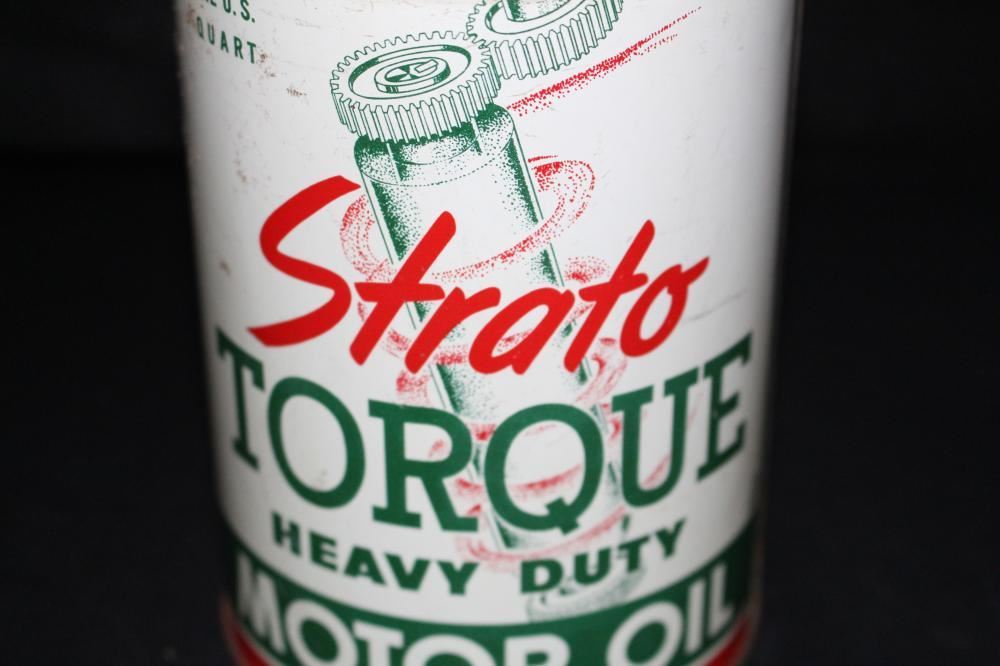 U.S.
QUART
Strato
TORQUE
HEAVY DUTY
MOTOR OIL